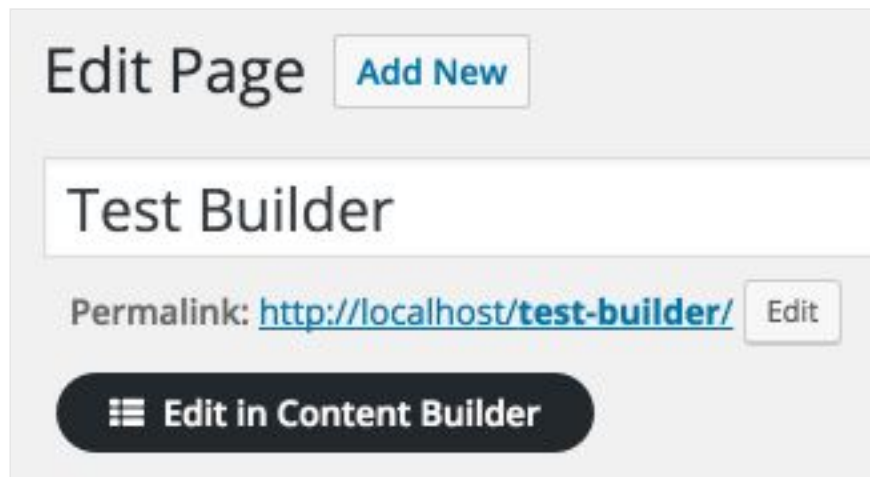 Edit Page Add New
Test Builder
Permalink: http://localhost/test-builder/ Edit
Edit in Content Builder